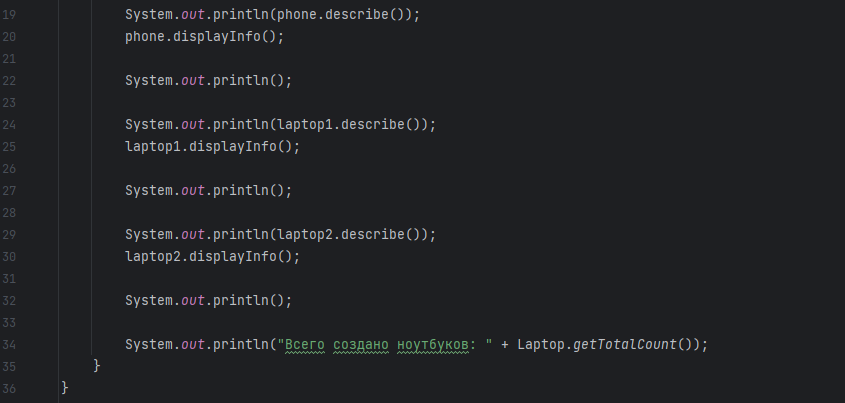 19 System.out.println(phone.describe());
20 phone.displayInfo();
21
22 System.out.println();
23
24 System.out.println(laptop1.describe());
25 laptop1.displayInfo();
26
27 System.out.println();
28
29 System.out.println(laptop2.describe());
30 laptop2.displayInfo();
31
32 System.out.println();
33
34 System.out.println("Всего создано ноутбуков: " + Laptop.getTotalCount());
35 }
36 }